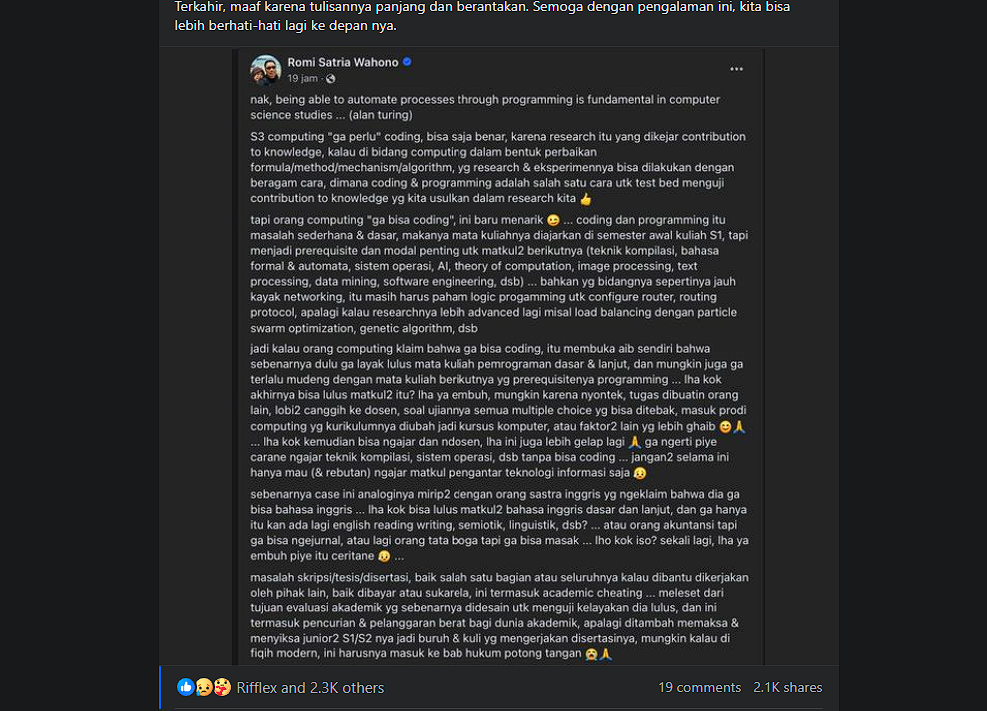 Terkahir, maaf karena tulisannya panjang dan berantakan. Semoga dengan pengalaman ini, kita bisa
lebih berhati-hati lagi ke depan nya.
Romi Satria Wahono
19 jam ·
nak, being able to automate processes through programming is fundamental in computer
science studies ... (alan turing)
S3 computing "ga perlu" coding, bisa saja benar, karena research itu yang dikejar contribution
to knowledge, kalau di bidang computing dalam bentuk perbaikan
formula/method/mechanism/algorithm, yg research & eksperimennya bisa dilakukan dengan
beragam cara, dimana coding & programming adalah salah satu cara utk test bed menguji
contribution to knowledge yg kita usulkan dalam research kita 👍
tapi orang computing "ga bisa coding", ini baru menarik 😉 ... coding dan programming itu
masalah sederhana & dasar, makanya mata kuliahnya diajarkan di semester awal kuliah S1, tapi
menjadi prerequisite dan modal penting utk matkul2 berikutnya (teknik kompilasi, bahasa
formal & automata, sistem operasi, AI, theory of computation, image processing, text
processing, data mining, software engineering, dsb) ... bahkan yg bidangnya sepertinya jauh
kayak networking, itu masih harus paham logic progamming utk configure router, routing
protocol, apalagi kalau researchnya lebih advanced lagi misal load balancing dengan particle
swarm optimization, genetic algorithm, dsb
jadi kalau orang computing klaim bahwa ga bisa coding, itu membuka aib sendiri bahwa
sebenarnya dulu ga layak lulus mata kuliah pemrograman dasar & lanjut, dan mungkin juga ga
terlalu mudeng dengan mata kuliah berikutnya yg prerequisitenya programming ... lha kok
akhirnya bisa lulus matkul2 itu? lha ya embuh, mungkin karena nyontek, tugas dibuatin orang
lain, lobi2 canggih ke dosen, soal ujiannya semua multiple choice yg bisa ditebak, masuk prodi
computing yg kurikulumnya diubah jadi kursus komputer, atau faktor2 lain yg lebih ghaib 😊🙏
... lha kok kemudian bisa ngajar dan ndosen, lha ini juga lebih gelap lagi 🙏 ga ngerti piye
carane ngajar teknik kompilasi, sistem operasi, dsb tanpa bisa coding ... jangan2 selama ini
hanya mau (& rebutan) ngajar matkul pengantar teknologi informasi saja 😥
sebenarnya case ini analoginya mirip2 dengan orang sastra inggris yg ngeklaim bahwa dia ga
bisa bahasa inggris ... lha kok bisa lulus matkul2 bahasa inggris dasar dan lanjut, dan ga hanya
itu kan ada lagi english reading writing, semiotik, linguistik, dsb? ... atau orang akuntansi tapi
ga bisa ngejurnal, atau lagi orang tata boga tapi ga bisa masak ... lho kok iso? sekali lagi, lha ya
embuh piye itu ceritane 😥 ...
masalah skripsi/tesis/disertasi, baik salah satu bagian atau seluruhnya kalau dibantu dikerjakan
oleh pihak lain, baik dibayar atau sukarela, ini termasuk academic cheating ... meleset dari
tujuan evaluasi akademik yg sebenarnya didesain utk menguji kelayakan dia lulus, dan ini
termasuk pencurian & pelanggaran berat bagi dunia akademik, apalagi ditambah memaksa &
menyiksa junior2 S1/S2 nya jadi buruh & kuli yg mengerjakan disertasinya, mungkin kalau di
fiqih modern, ini harusnya masuk ke bab hukum potong tangan 😭🙏
Rifflex and 2.3K others
19 comments 2.1K shares